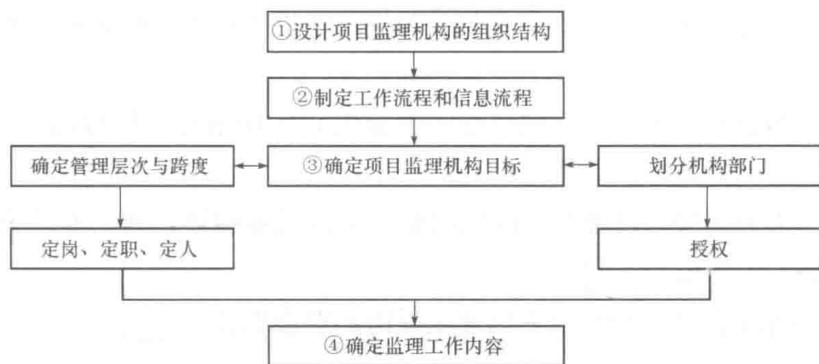 ①设计项目监理机构的组织结构
②制定工作流程和信息流程
确定管理层次与跨度
③确定项目监理机构目标
划分机构部门
定岗、定职、定人
授权
④确定监理工作内容